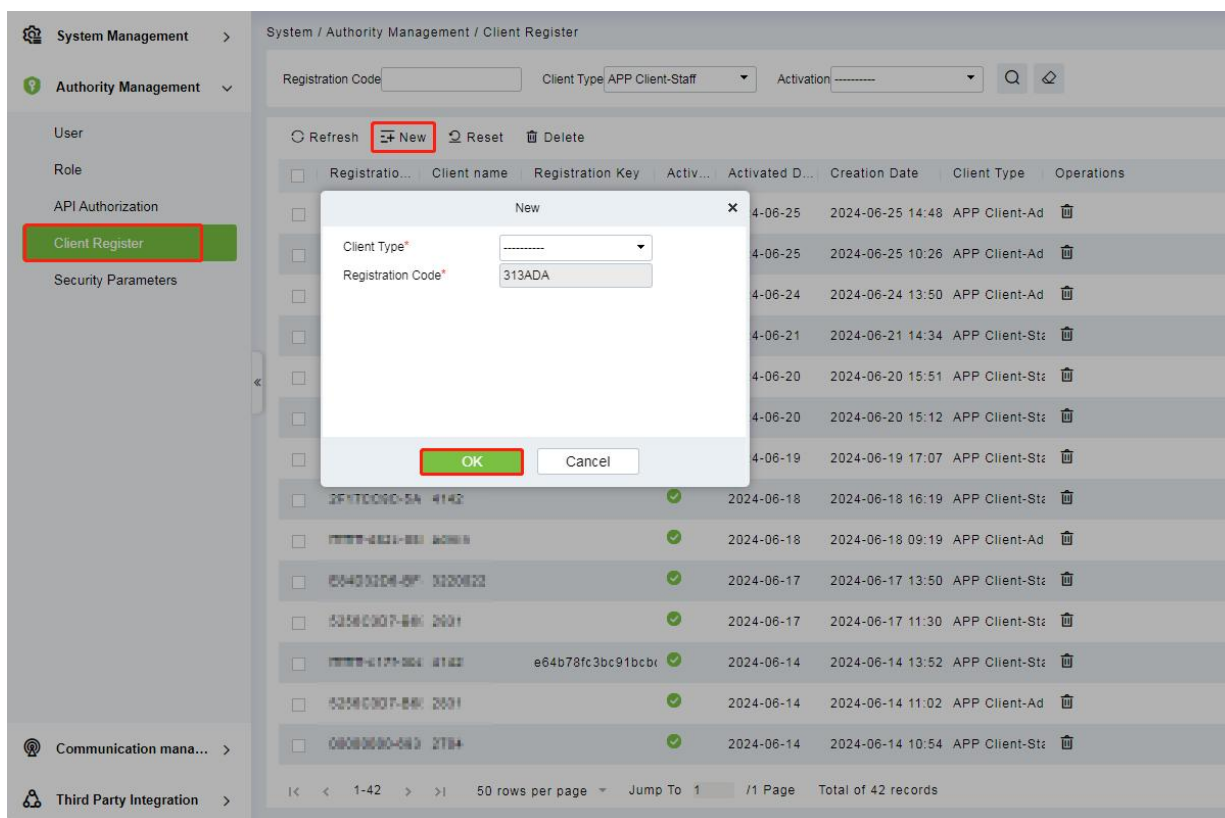 System Management
Authority Management
User
Role
API Authorization
Client Register
Security Parameters
Communication mana...
Third Party Integration
System / Authority Management / Client Register
Registration Code Client Type APP Client-Staff Activation ----------
Refresh New Reset Delete
Registratio... Client name Registration Key Activ... Activated D... Creation Date Client Type Operations
4-06-25 2024-06-25 14:48 APP Client-Ad
4-06-25 2024-06-25 10:26 APP Client-Ad
4-06-24 2024-06-24 13:50 APP Client-Ad
4-06-21 2024-06-21 14:34 APP Client-Sta
4-06-20 2024-06-20 15:51 APP Client-Sta
4-06-20 2024-06-20 15:12 APP Client-Sta
4-06-19 2024-06-19 17:07 APP Client-Sta
2024-06-18 2024-06-18 16:19 APP Client-Sta
2024-06-18 2024-06-18 09:19 APP Client-Ad
2024-06-17 2024-06-17 13:50 APP Client-Sta
2024-06-17 2024-06-17 11:30 APP Client-Sta
e64b78fc3bc91bcb 2024-06-14 2024-06-14 13:52 APP Client-Sta
2024-06-14 2024-06-14 11:02 APP Client-Ad
2024-06-14 2024-06-14 10:54 APP Client-Sta
New
Client Type* ----------
Registration Code* 313ADA
OK Cancel
1-42 50 rows per page Jump To 1 /1 Page Total of 42 records